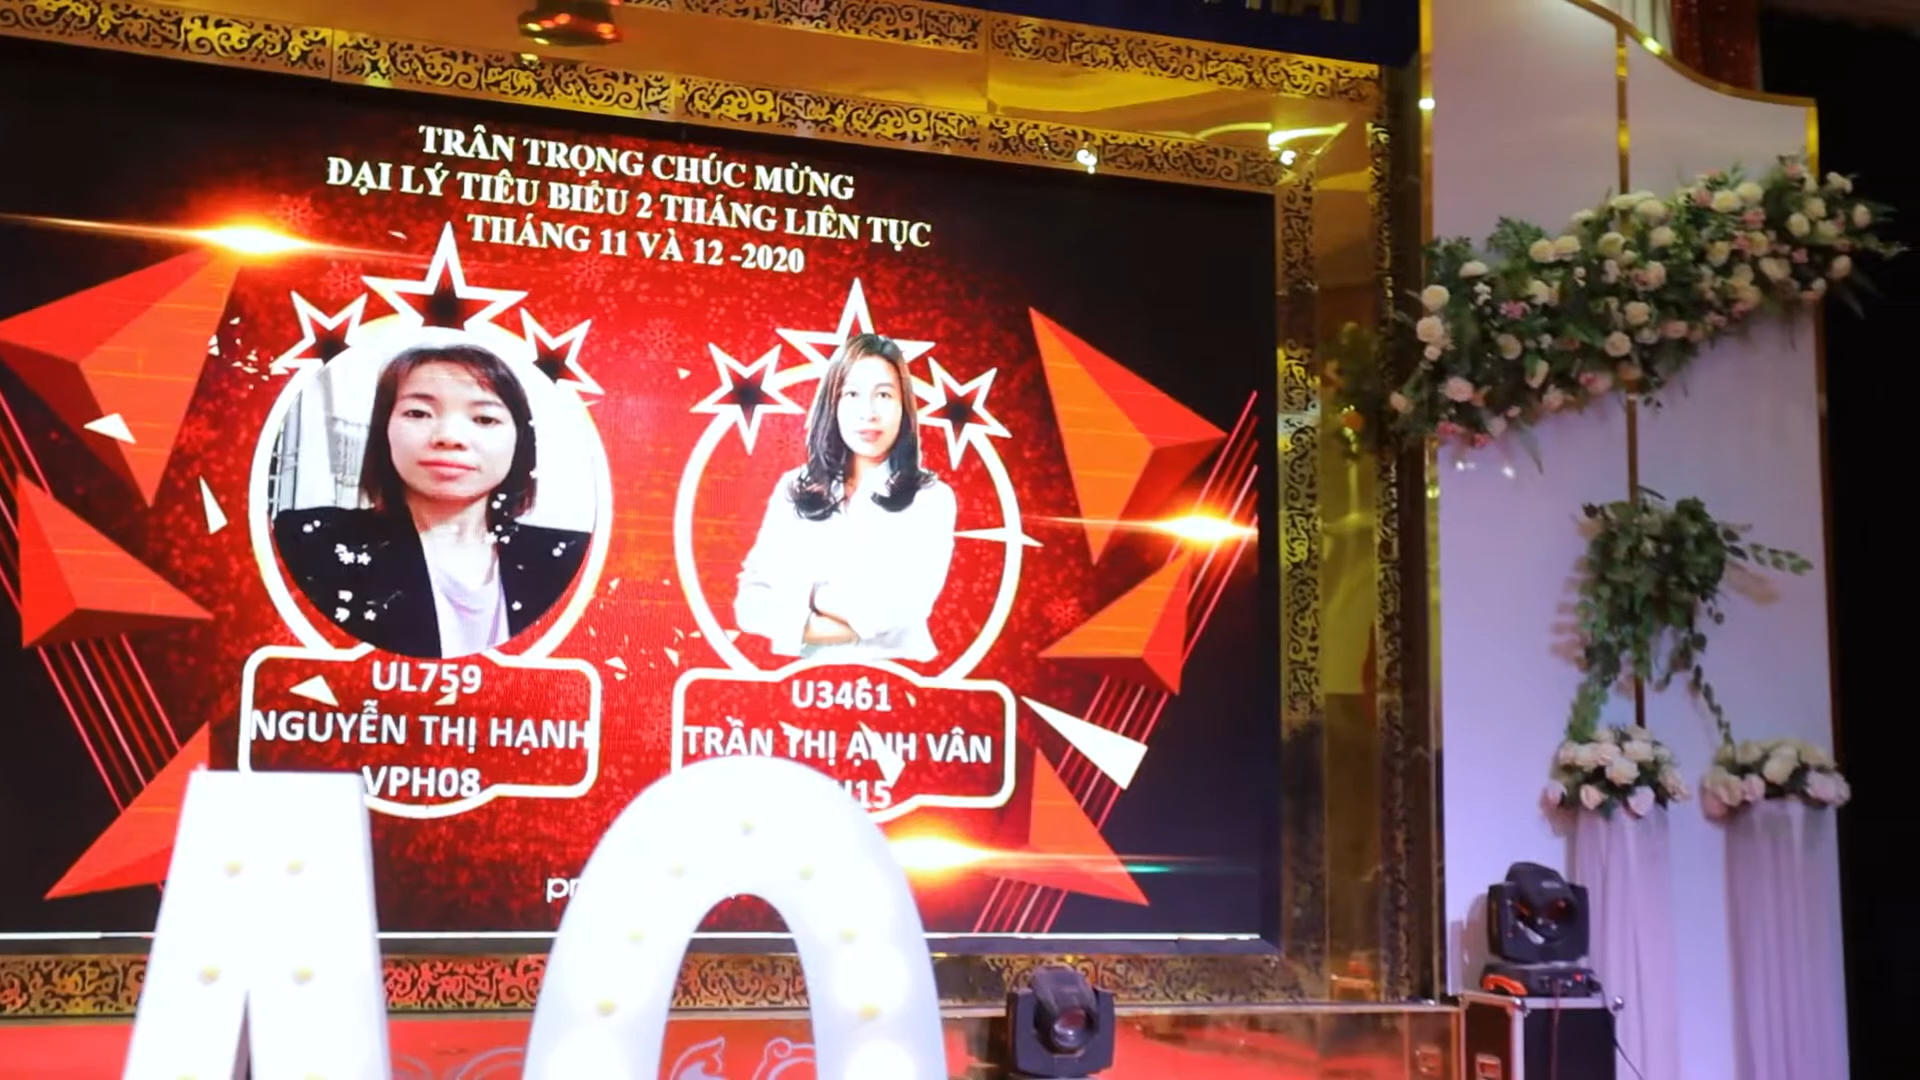 TRÂN TRỌNG CHÚC MỪNG
ĐẠI LÝ TIÊU BIỂU 2 THÁNG LIÊN TỤC
THÁNG 11 VÀ 12 -2020
UL759
NGUYỄN THỊ HẠNH
VPH08
U3461
TRẦN THỊ ANH VÂN